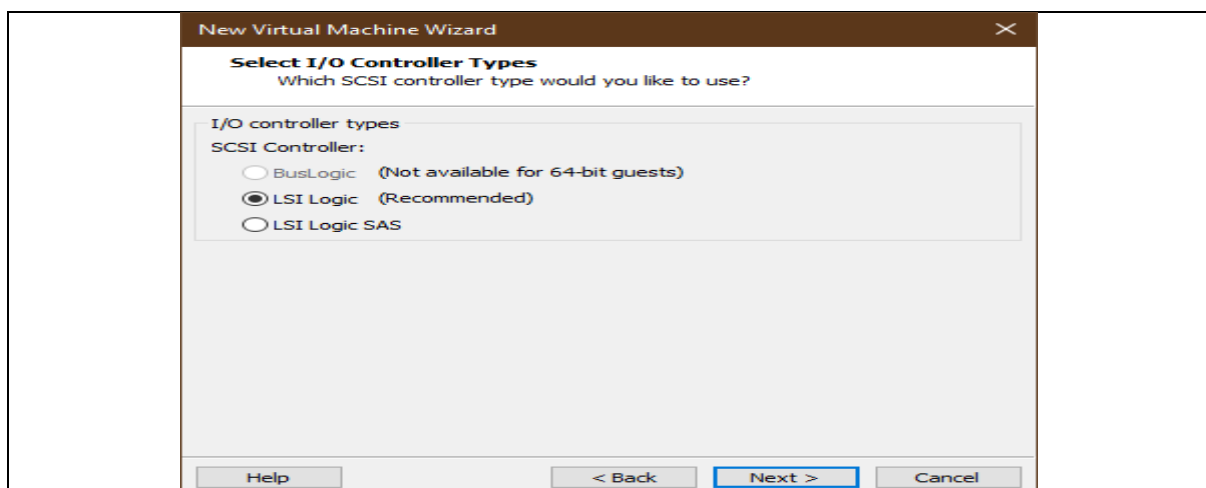 New Virtual Machine Wizard
Select I/O Controller Types
Which SCSI controller type would you like to use?
I/O controller types
SCSI Controller:
BusLogic (Not available for 64-bit guests)
LSI Logic (Recommended)
LSI Logic SAS
Help < Back Next > Cancel